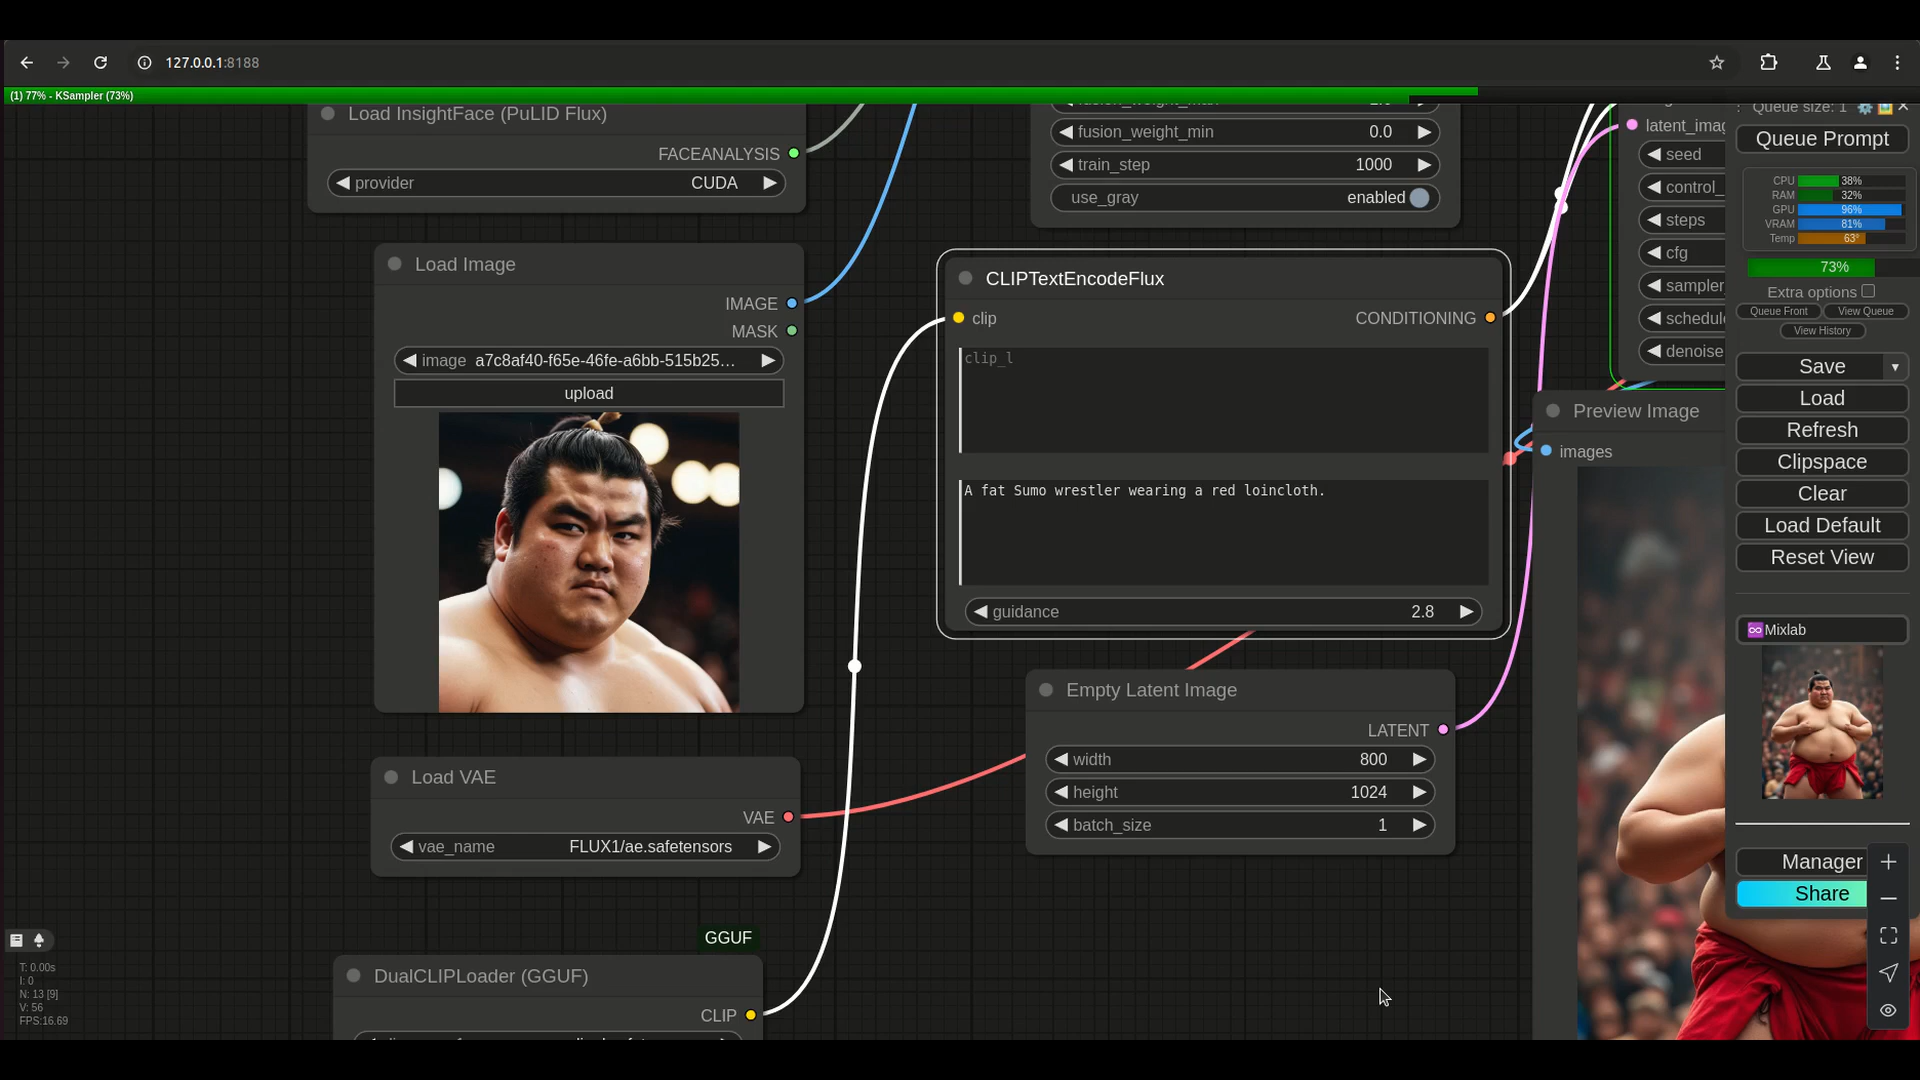 127.0.0.1:8188
(1) 77% - KSampler (73%)
Load InsightFace (PuLID Flux)
FACEANALYSIS
provider CUDA
fusion_weight_min 0.0
train_step 1000
use_gray enabled
Load Image
IMAGE
MASK
image a7c8af40-f65e-46fe-a6bb-515b25...
upload
CLIPTextEncodeFlux
clip CONDITIONING
clip_l
A fat Sumo wrestler wearing a red loincloth.
guidance 2.8
Empty Latent Image
LATENT
width 800
height 1024
batch_size 1
Load VAE
VAE
vae_name FLUX1/ae.safetensors
GGUF
DualCLIPLoader (GGUF)
CLIP
T: 0.00s
I: 0
N: 13 [9]
V: 56
FPS:16.69
latent_imag
seed
control_
steps
cfg
sampler
schedule
denoise
Preview Image
images
Queue size: 1
Queue Prompt
CPU 38%
RAM 32%
GPU 96%
VRAM 81%
Temp 63°
73%
Extra options
Queue Front View Queue
View History
Save
Load
Refresh
Clipspace
Clear
Load Default
Reset View
Mixlab
Manager
Share